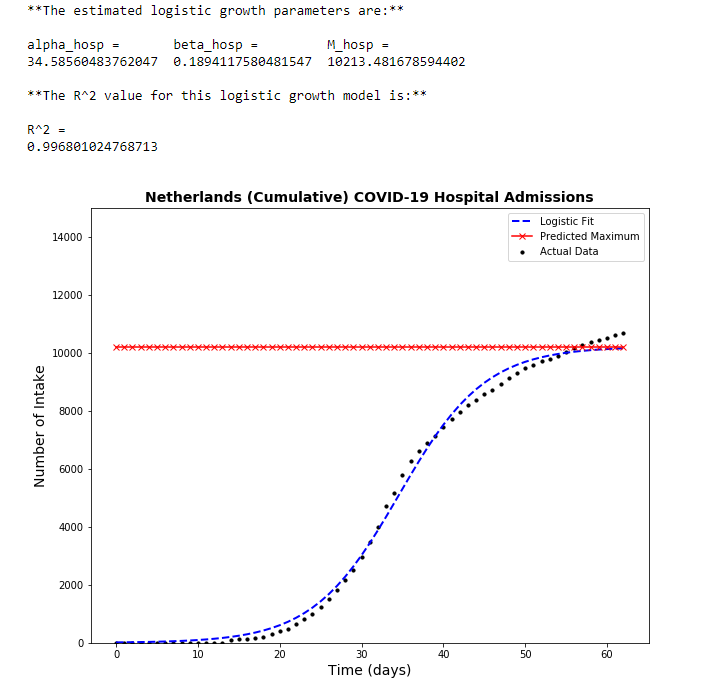 **The estimated logistic growth parameters are:**
alpha_hosp = beta_hosp = M_hosp =
34.58560483762047 0.1894117580481547 10213.481678594402
**The R^2 value for this logistic growth model is:**
R^2 =
0.996801024768713
Netherlands (Cumulative) COVID-19 Hospital Admissions
Logistic Fit
Predicted Maximum
Actual Data
14000
12000
10000
8000
6000
4000
2000
0
Number of Intake
0 10 20 30 40 50 60
Time (days)